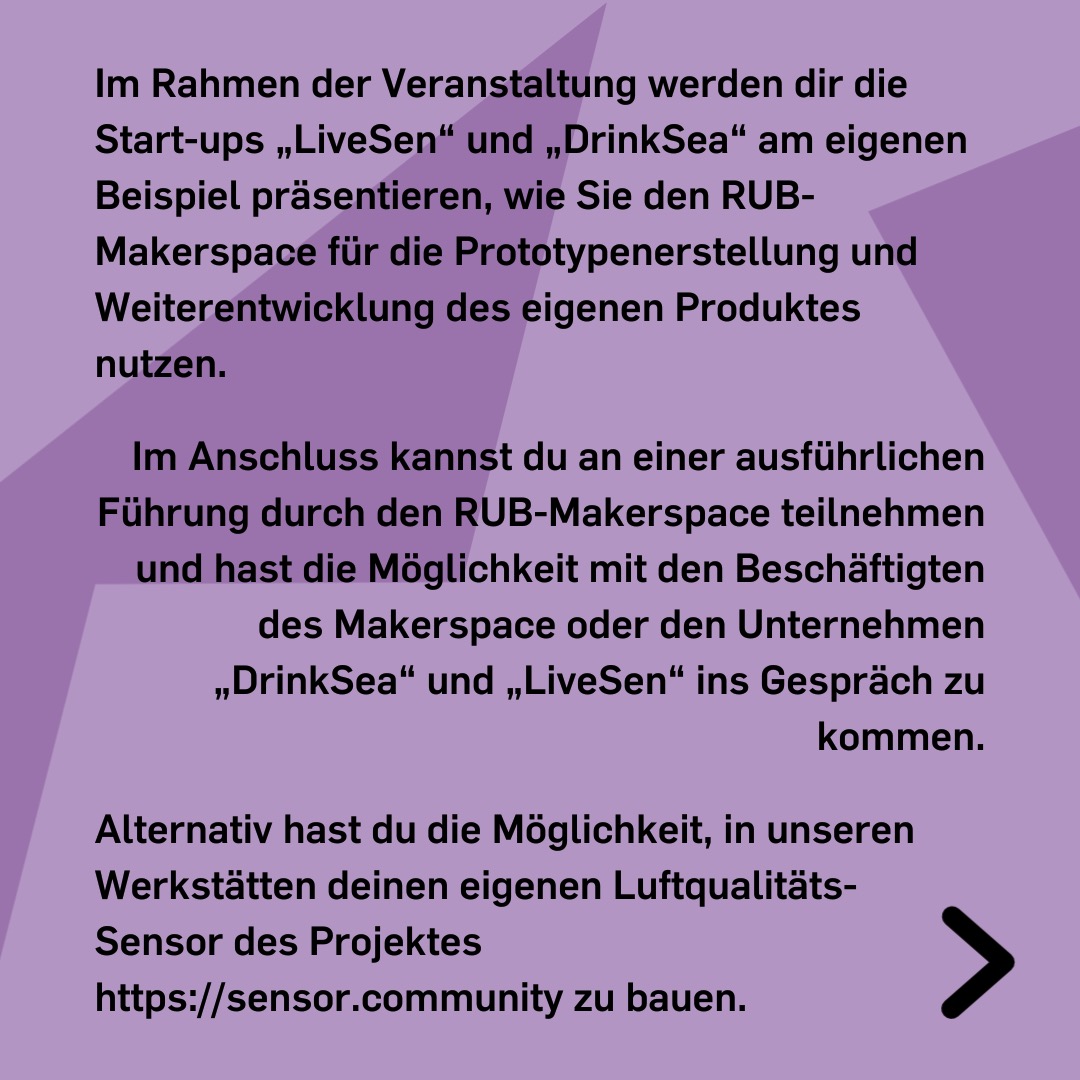 Im Rahmen der Veranstaltung werden dir die
Start-ups „LiveSen“ und „DrinkSea“ am eigenen
Beispiel präsentieren, wie Sie den RUB-
Makerspace für die Prototypenerstellung und
Weiterentwicklung des eigenen Produktes
nutzen.
Im Anschluss kannst du an einer ausführlichen
Führung durch den RUB-Makerspace teilnehmen
und hast die Möglichkeit mit den Beschäftigten
des Makerspace oder den Unternehmen
„DrinkSea“ und „LiveSen“ ins Gespräch zu
kommen.
Alternativ hast du die Möglichkeit, in unseren
Werkstätten deinen eigenen Luftqualitäts-
Sensor des Projektes
https://sensor.community zu bauen.